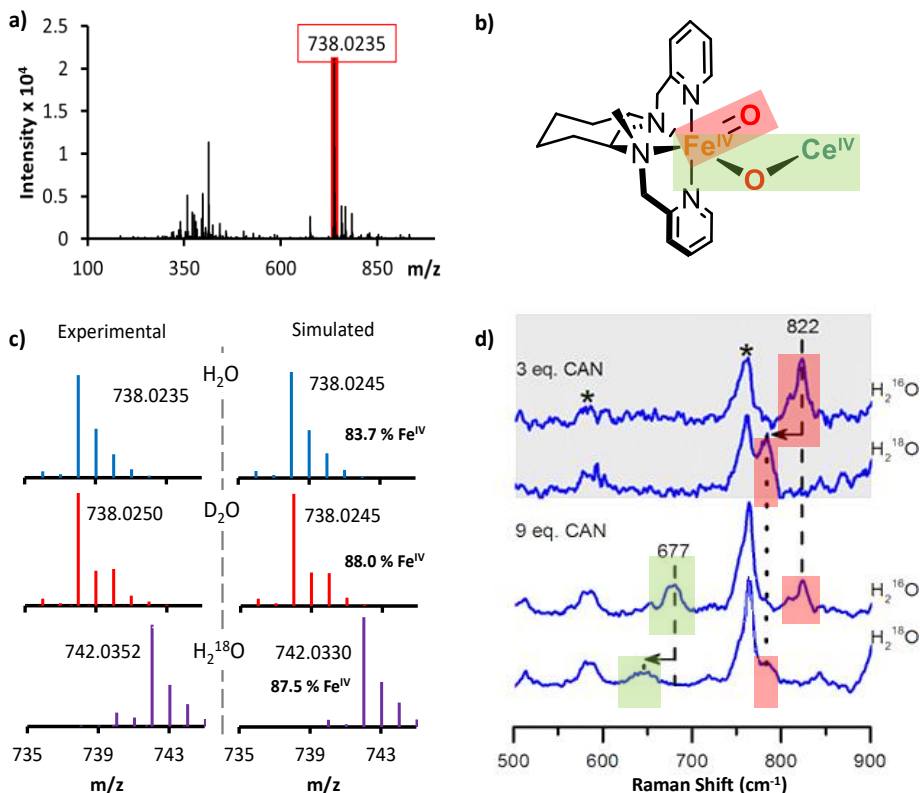 a)
738.0235
Intensity x 10⁴
2.5
2
1.5
1
0.5
0
100
350
600
850
m/z
b)
N
N
N
N
O
Fe^IV
O
Ce^IV
c)
Experimental
Simulated
H₂O
738.0235
738.0245
83.7 % Fe^IV
D₂O
738.0250
738.0245
88.0 % Fe^IV
H₂¹⁸O
742.0352
742.0330
87.5 % Fe^IV
735
739
743
735
739
743
m/z
m/z
d)
822
*
*
3 eq. CAN
H₂¹⁶O
H₂¹⁸O
9 eq. CAN
677
H₂¹⁶O
H₂¹⁸O
500
600
700
800
900
Raman Shift (cm⁻¹)